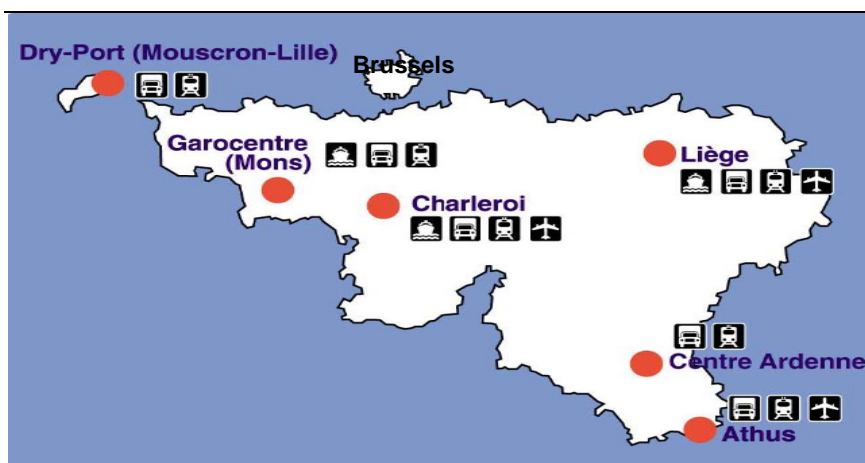 Dry-Port (Mouscron-Lille)
Brussels
Garocentre
(Mons)
Liège
Charleroi
Centre Ardenne
Athus